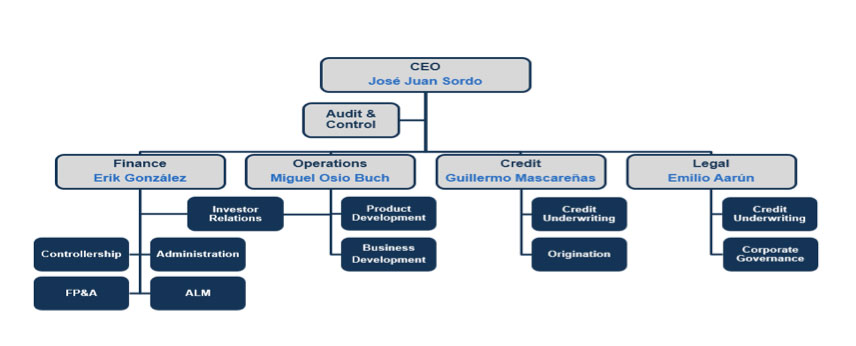 CEO
José Juan Sordo
Audit &
Control
Finance
Erik González
Operations
Miguel Osio Buch
Credit
Guillermo Mascareñas
Legal
Emilio Aarún
Investor
Relations
Product
Development
Credit
Underwriting
Credit
Underwriting
Controllership
Administration
Business
Development
Origination
Corporate
Governance
FP&A
ALM